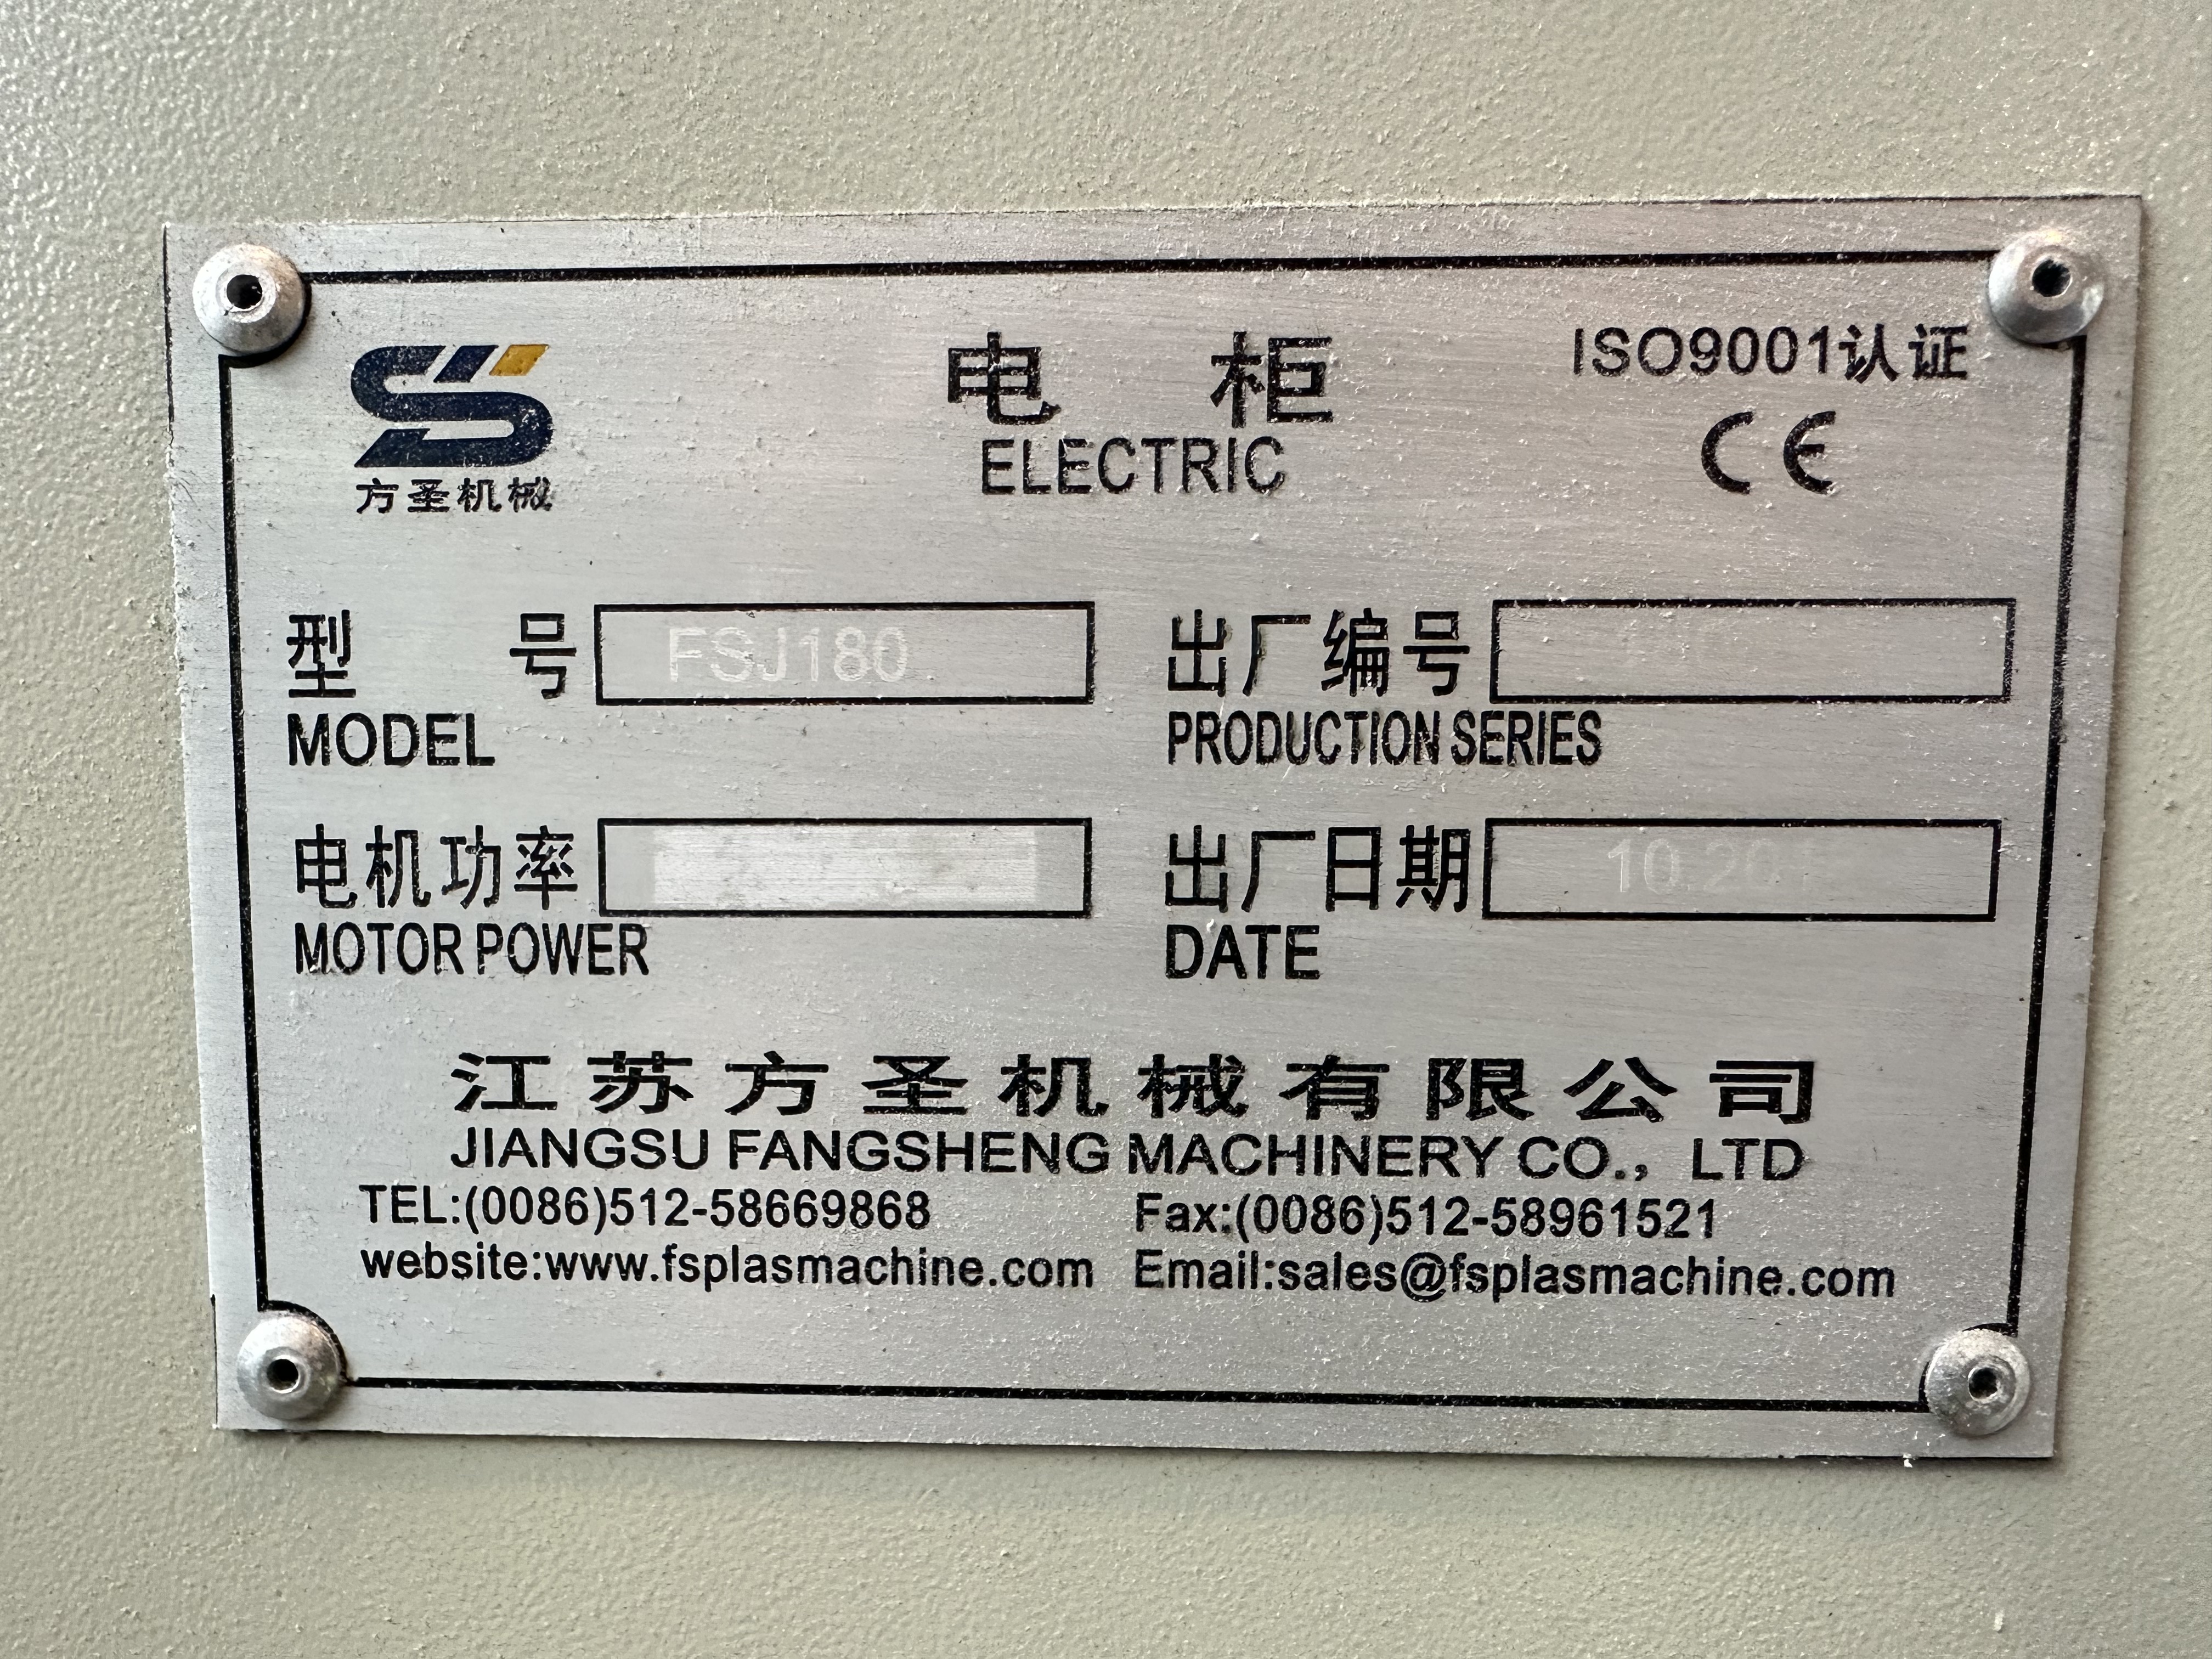 方圣机械
电 柜
ELECTRIC
ISO9001认证
CE
型 号 FSJ180
MODEL
出厂编号
PRODUCTION SERIES
电机功率
MOTOR POWER
出厂日期
DATE
江苏方圣机械有限公司
JIANGSU FANGSHENG MACHINERY CO., LTD
TEL:(0086)512-58669868 Fax:(0086)512-58961521
website:www.fsplasmachine.com Email:sales@fsplasmachine.com